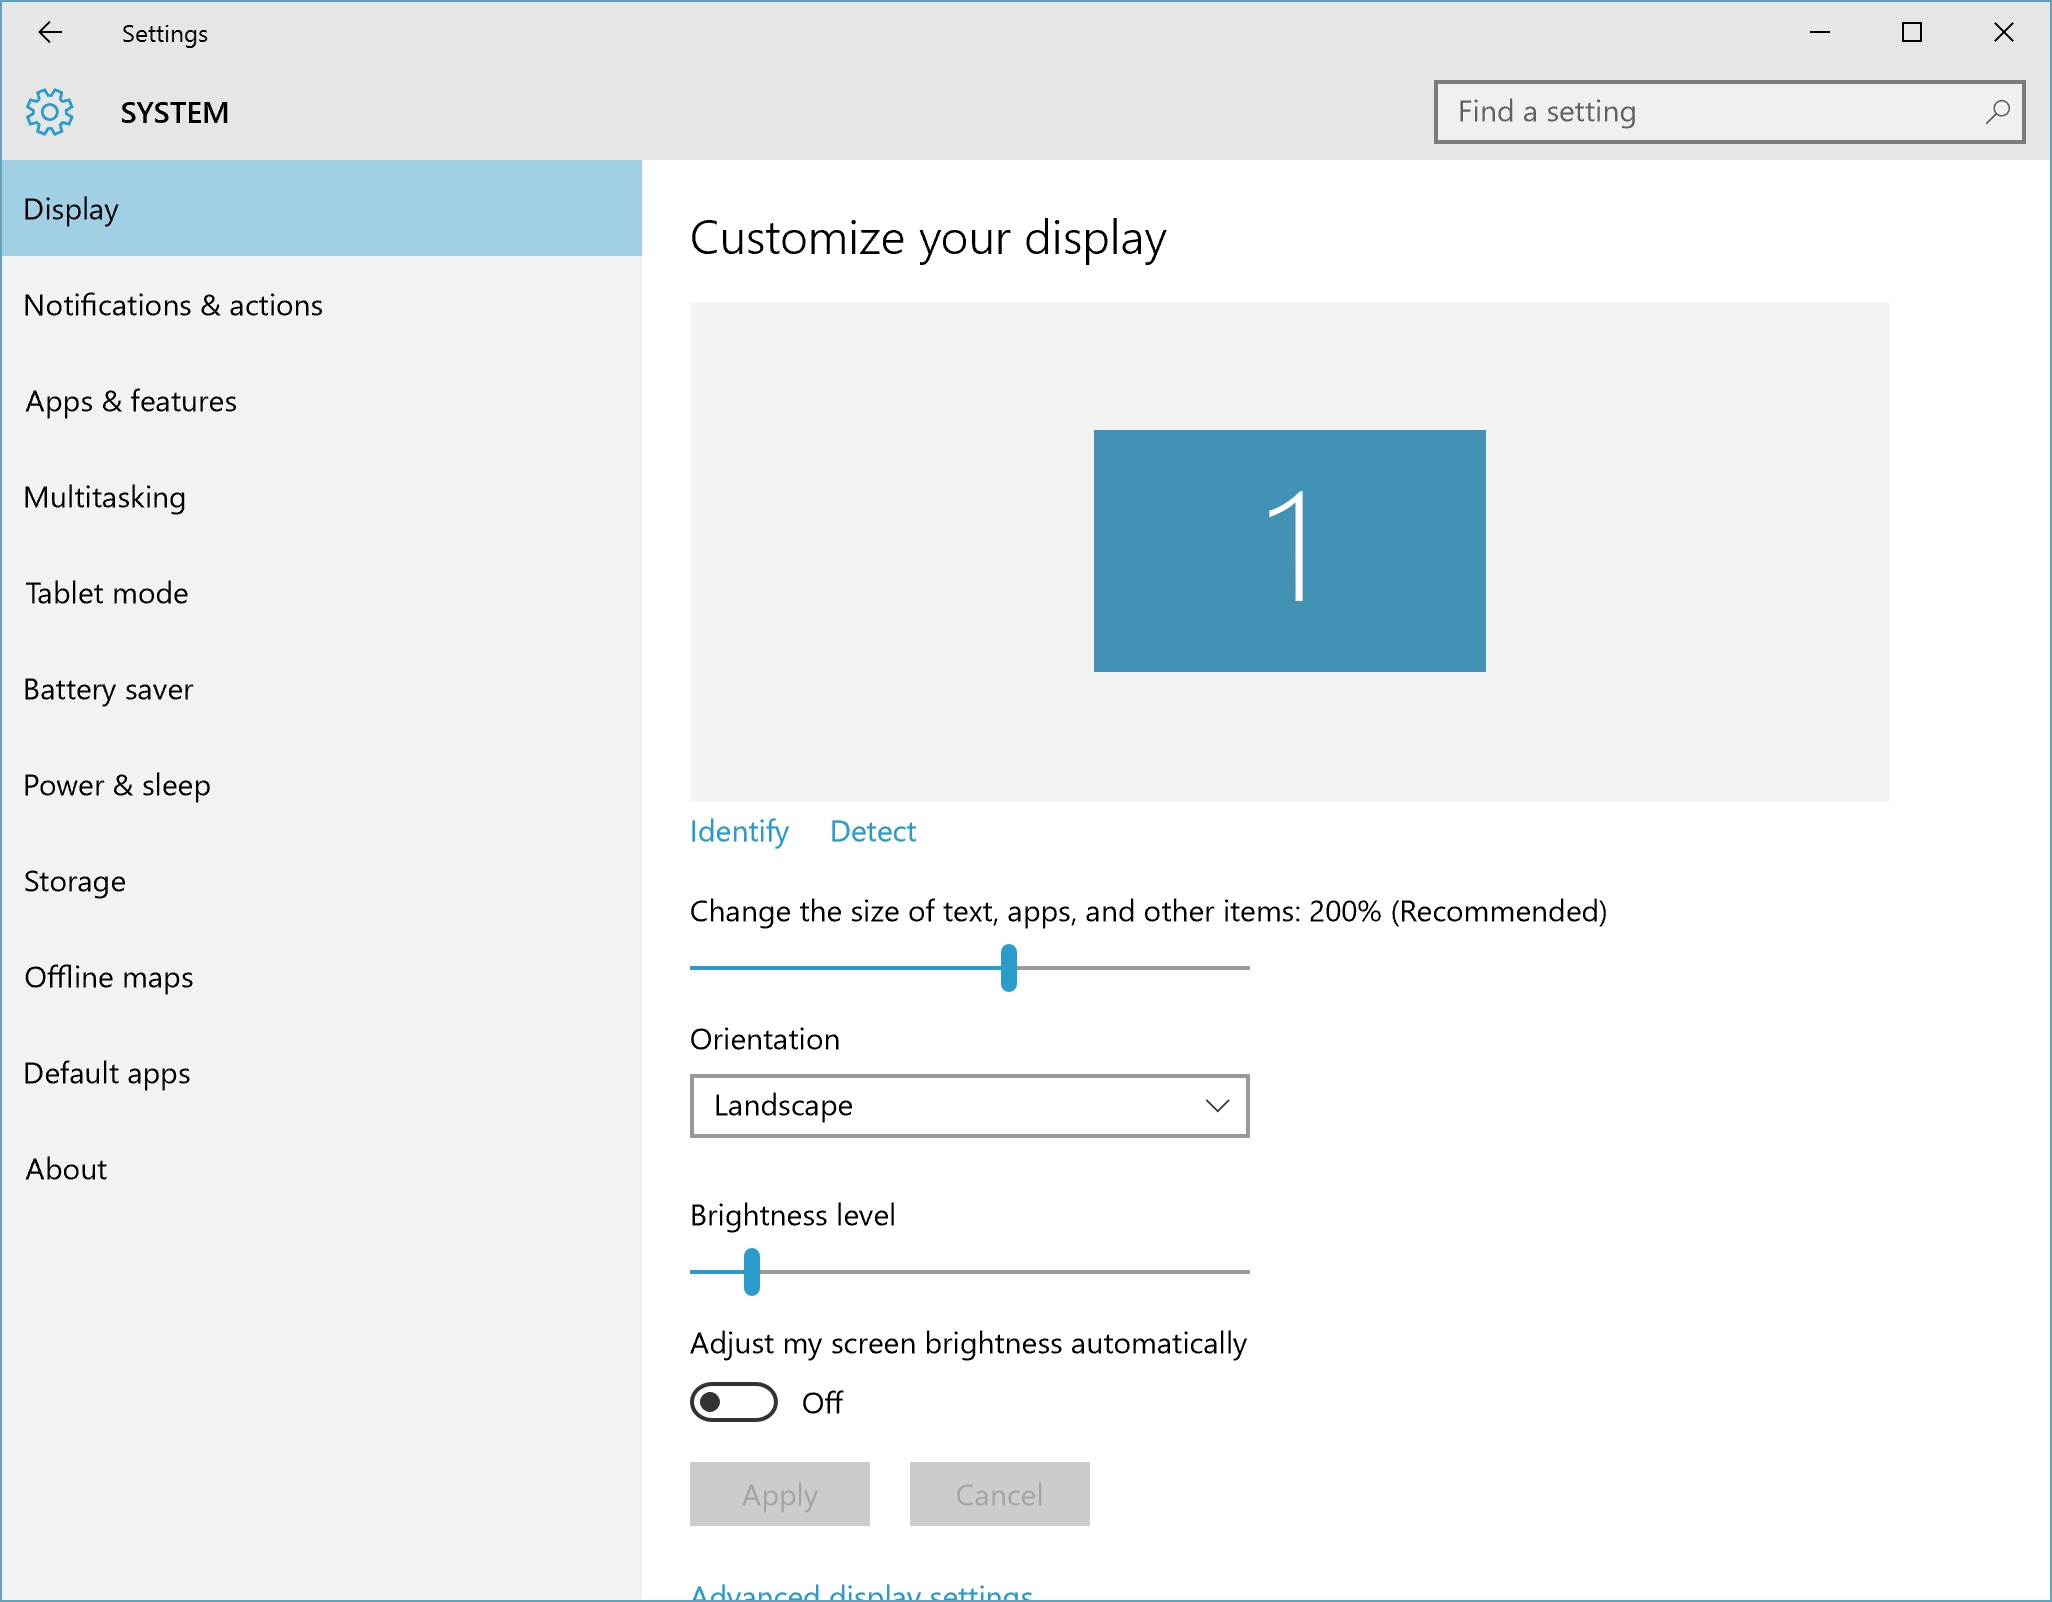 Settings
SYSTEM
Find a setting
Display
Notifications & actions
Apps & features
Multitasking
Tablet mode
Battery saver
Power & sleep
Storage
Offline maps
Default apps
About
Customize your display
1
Identify Detect
Change the size of text, apps, and other items: 200% (Recommended)
Orientation
Landscape
Brightness level
Adjust my screen brightness automatically
Off
Apply Cancel
Advanced display settings